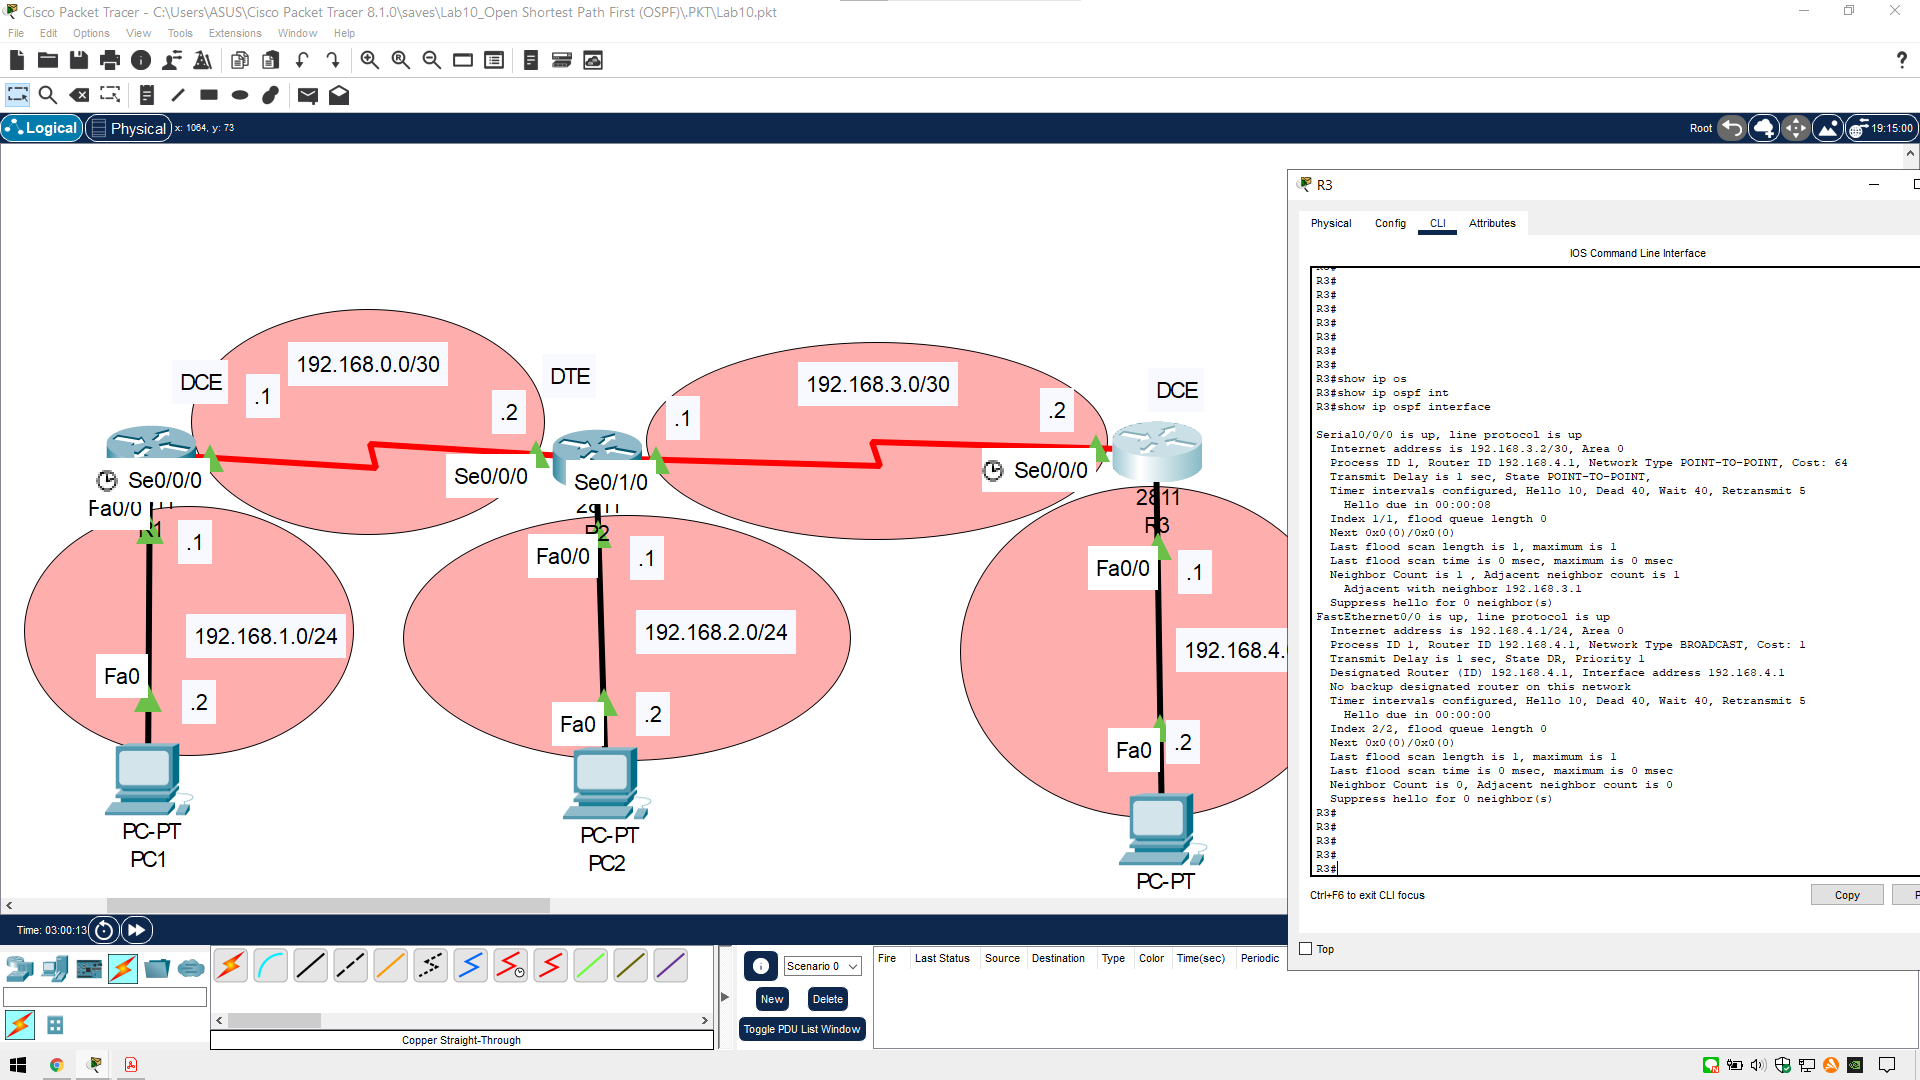 Cisco Packet Tracer - C:\Users\ASUS\Cisco Packet Tracer 8.1.0\saves\Lab10_Open Shortest Path First (OSPF)\.PKT\Lab10.pkt
File Edit Options View Tools Extensions Window Help
Logical Physical x: 1064, y: 73
Root 19:15:00
192.168.0.0/30
DCE
.1
.2
DTE
192.168.3.0/30
.1
.2
DCE
Se0/0/0
Se0/0/0
Se0/1/0
Se0/0/0
Fa0/0
R1
.1
2811
R2
Fa0/0
.1
2811
R3
Fa0/0
.1
192.168.1.0/24
192.168.2.0/24
192.168.4.
Fa0
.2
Fa0
.2
Fa0
.2
PC-PT
PC1
PC-PT
PC2
PC-PT
R3
Physical Config CLI Attributes
IOS Command Line Interface
R3#
R3#
R3#
R3#
R3#
R3#
R3#
R3#
R3#show ip os
R3#show ip ospf int
R3#show ip ospf interface
Serial0/0/0 is up, line protocol is up
Internet address is 192.168.3.2/30, Area 0
Process ID 1, Router ID 192.168.4.1, Network Type POINT-TO-POINT, Cost: 64
Transmit Delay is 1 sec, State POINT-TO-POINT,
Timer intervals configured, Hello 10, Dead 40, Wait 40, Retransmit 5
Hello due in 00:00:08
Index 1/1, flood queue length 0
Next 0x0(0)/0x0(0)
Last flood scan length is 1, maximum is 1
Last flood scan time is 0 msec, maximum is 0 msec
Neighbor Count is 1 , Adjacent neighbor count is 1
Adjacent with neighbor 192.168.3.1
Suppress hello for 0 neighbor(s)
FastEthernet0/0 is up, line protocol is up
Internet address is 192.168.4.1/24, Area 0
Process ID 1, Router ID 192.168.4.1, Network Type BROADCAST, Cost: 1
Transmit Delay is 1 sec, State DR, Priority 1
Designated Router (ID) 192.168.4.1, Interface address 192.168.4.1
No backup designated router on this network
Timer intervals configured, Hello 10, Dead 40, Wait 40, Retransmit 5
Hello due in 00:00:00
Index 2/2, flood queue length 0
Next 0x0(0)/0x0(0)
Last flood scan length is 1, maximum is 1
Last flood scan time is 0 msec, maximum is 0 msec
Neighbor Count is 0, Adjacent neighbor count is 0
Suppress hello for 0 neighbor(s)
R3#
R3#
R3#
R3#
R3#
Ctrl+F6 to exit CLI focus
Copy
P
Top
Time: 03:00:13
Scenario 0
New Delete
Toggle PDU List Window
Fire Last Status Source Destination Type Color Time(sec) Periodic
Copper Straight-Through